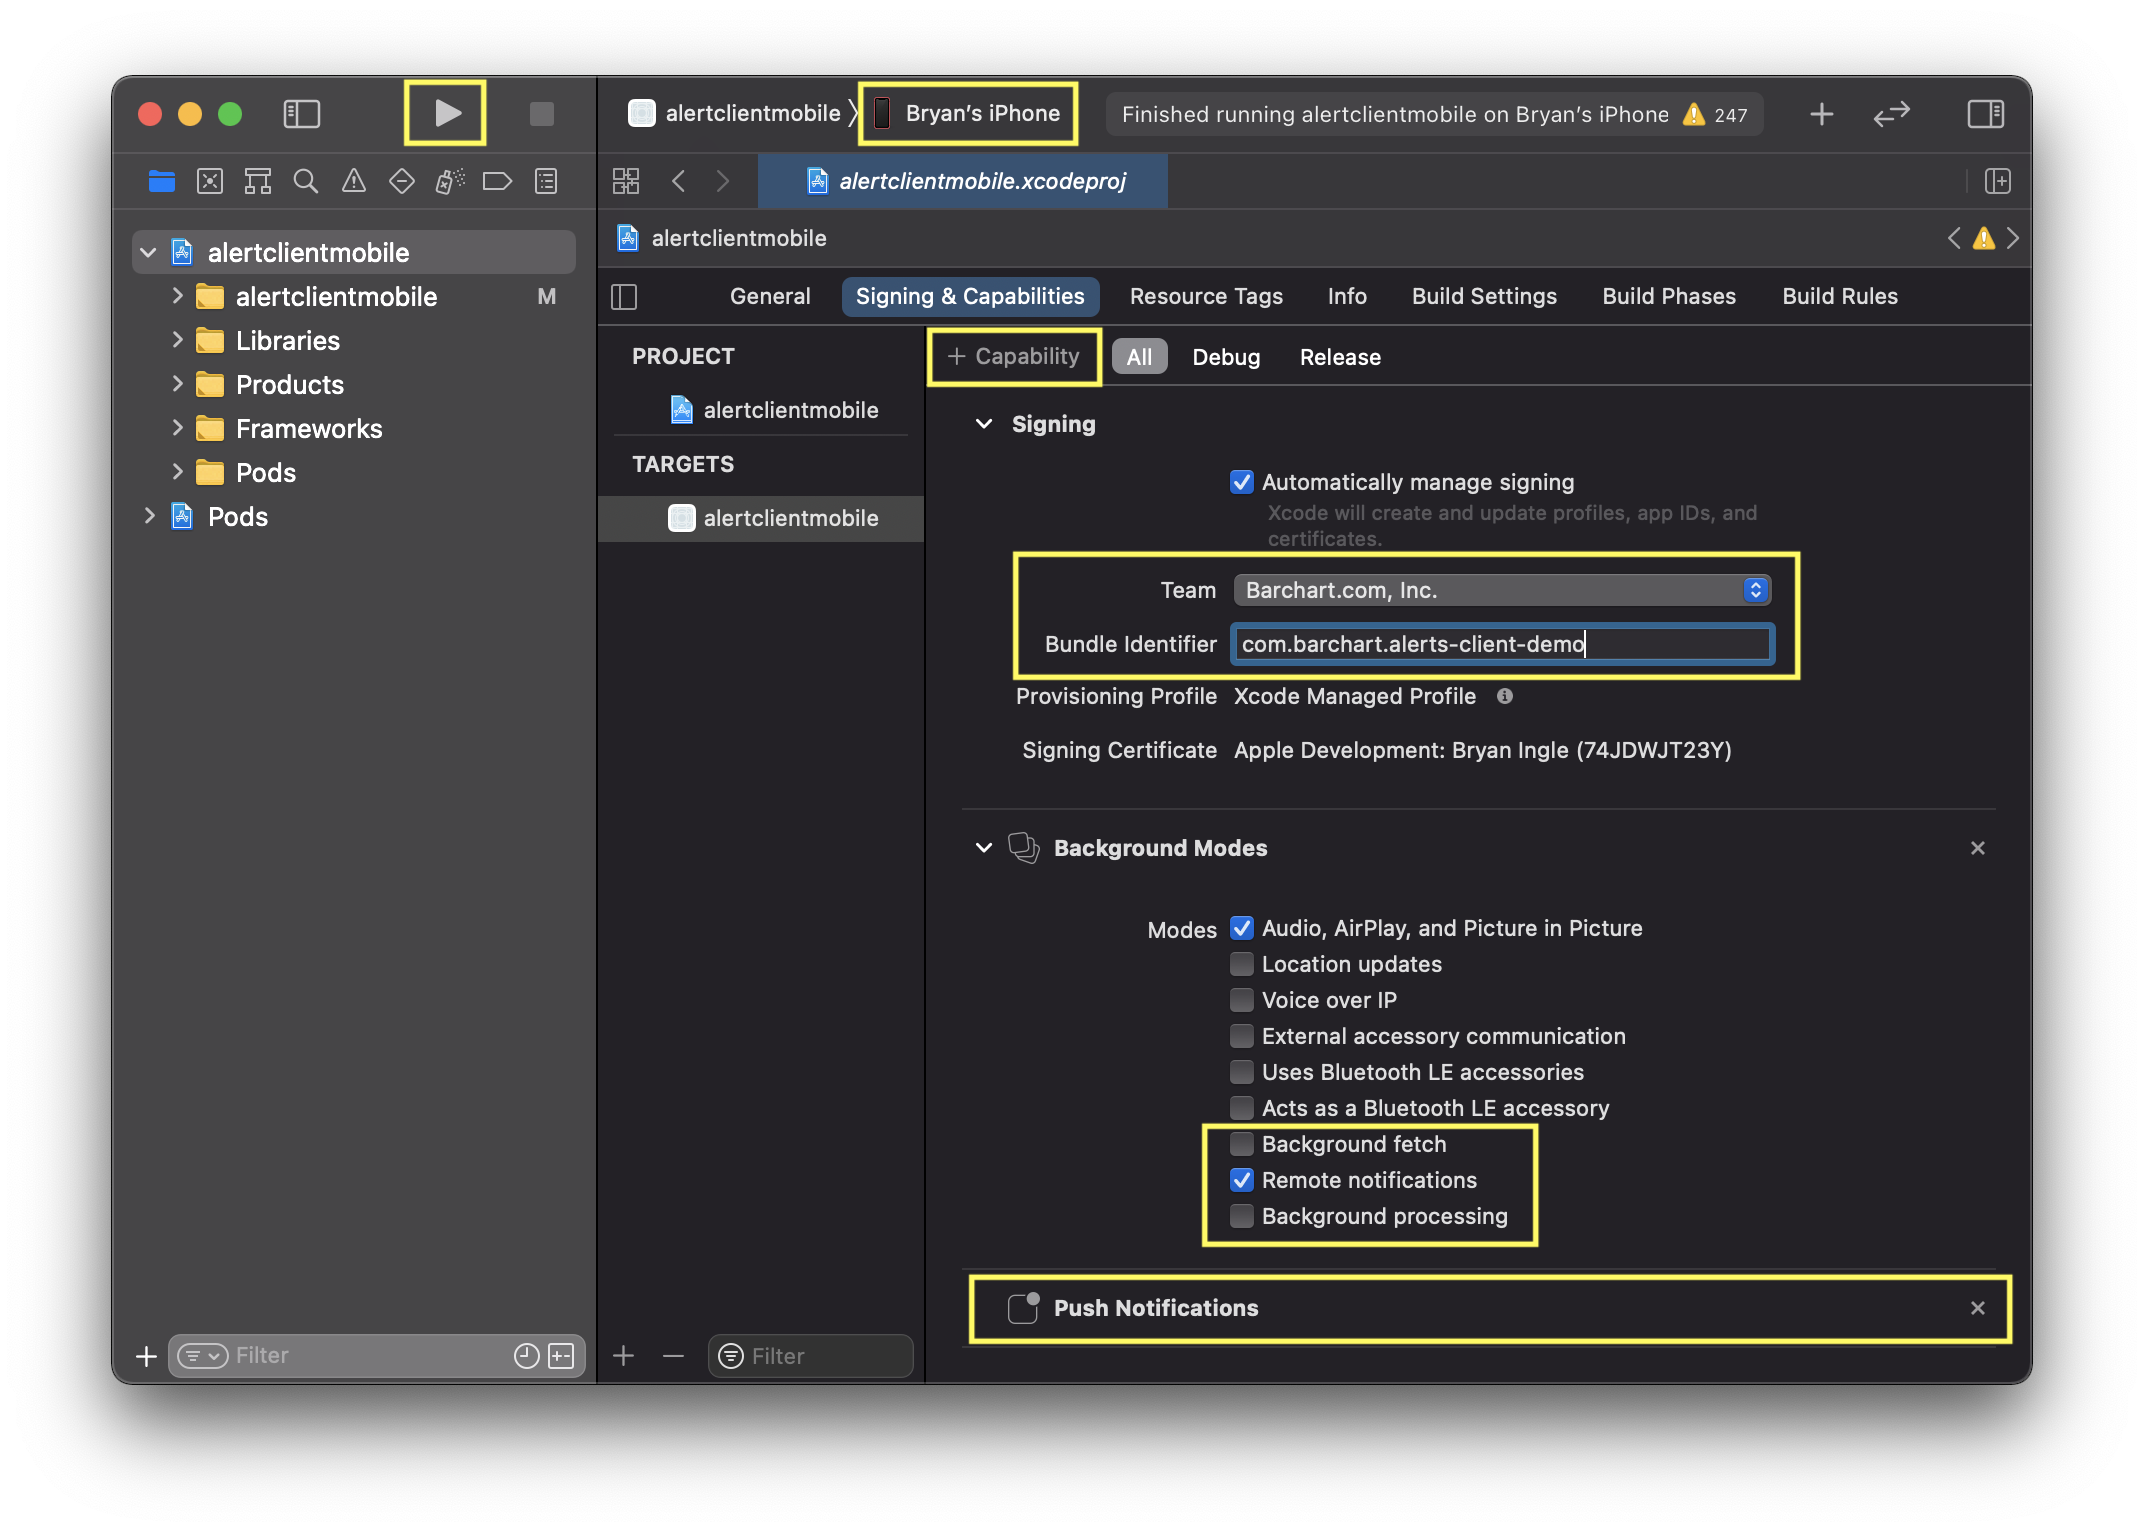 alertclientmobile
Bryan's iPhone
Finished running alertclientmobile on Bryan's iPhone 247
alertclientmobile.xcodeproj
alertclientmobile
alertclientmobile M
Libraries
Products
Frameworks
Pods
Pods
Filter
alertclientmobile
General Signing & Capabilities Resource Tags Info Build Settings Build Phases Build Rules
PROJECT
alertclientmobile
TARGETS
alertclientmobile
Filter
+ Capability All Debug Release
Signing
Automatically manage signing
Xcode will create and update profiles, app IDs, and
certificates.
Team Barchart.com, Inc.
Bundle Identifier com.barchart.alerts-client-demo
Provisioning Profile Xcode Managed Profile
Signing Certificate Apple Development: Bryan Ingle (74JDWJT23Y)
Background Modes
Modes Audio, AirPlay, and Picture in Picture
Location updates
Voice over IP
External accessory communication
Uses Bluetooth LE accessories
Acts as a Bluetooth LE accessory
Background fetch
Remote notifications
Background processing
Push Notifications